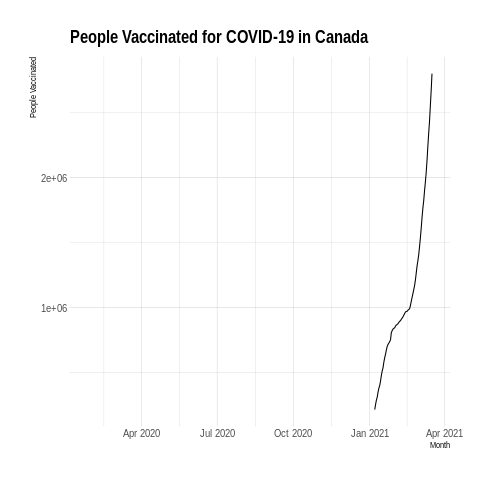 People Vaccinated for COVID-19 in Canada
People Vaccinated
2e+06
1e+06
Apr 2020 Jul 2020 Oct 2020 Jan 2021 Apr 2021
Month